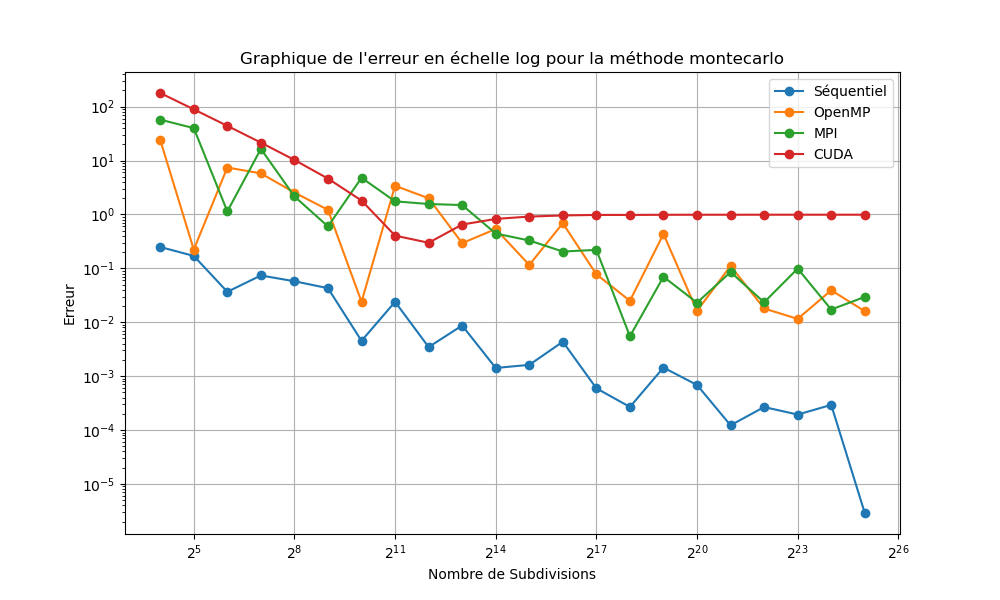 Graphique de l'erreur en échelle log pour la méthode montecarlo
Séquentiel
OpenMP
MPI
CUDA
Erreur
10²
10¹
10⁰
10⁻¹
10⁻²
10⁻³
10⁻⁴
10⁻⁵
2⁵ 2⁸ 2¹¹ 2¹⁴ 2¹⁷ 2²⁰ 2²³ 2²⁶
Nombre de Subdivisions